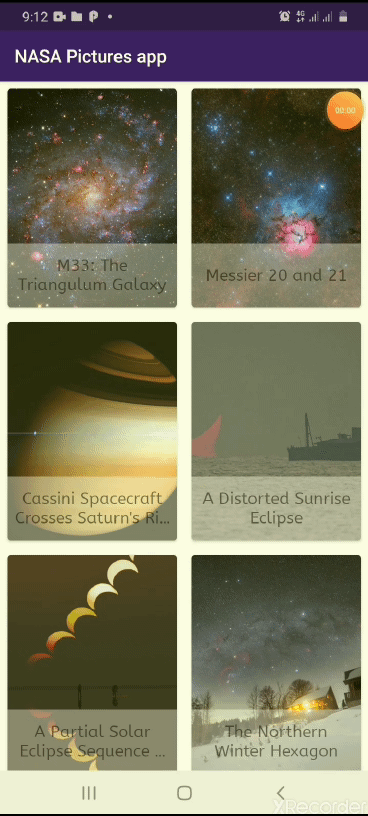 9:12
4G
NASA Pictures app
00:00
M33: The
Triangulum Galaxy
Messier 20 and 21
Cassini Spacecraft
Crosses Saturn's Ri...
A Distorted Sunrise
Eclipse
A Partial Solar
Eclipse Sequence ...
The Northern
Winter Hexagon
XRecorder